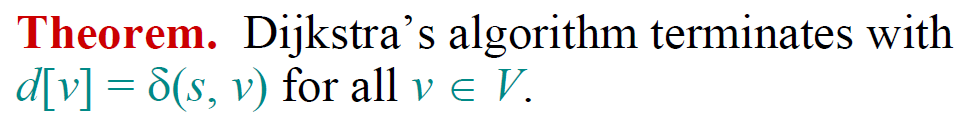 Theorem. Dijkstra’s algorithm terminates with
d[v] = δ(s, v) for all v ∈ V.